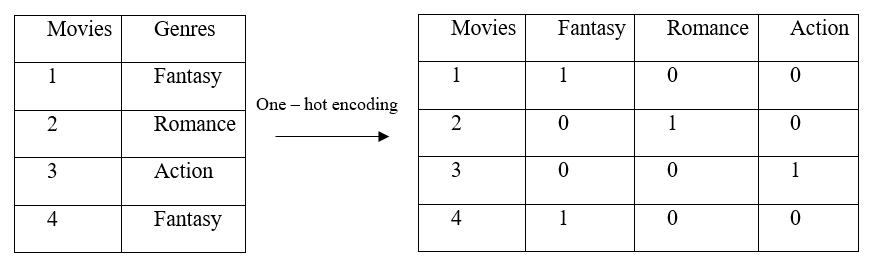 Movies Genres
1 Fantasy
2 Romance
3 Action
4 Fantasy
One – hot encoding
Movies Fantasy Romance Action
1 1 0 0
2 0 1 0
3 0 0 1
4 1 0 0